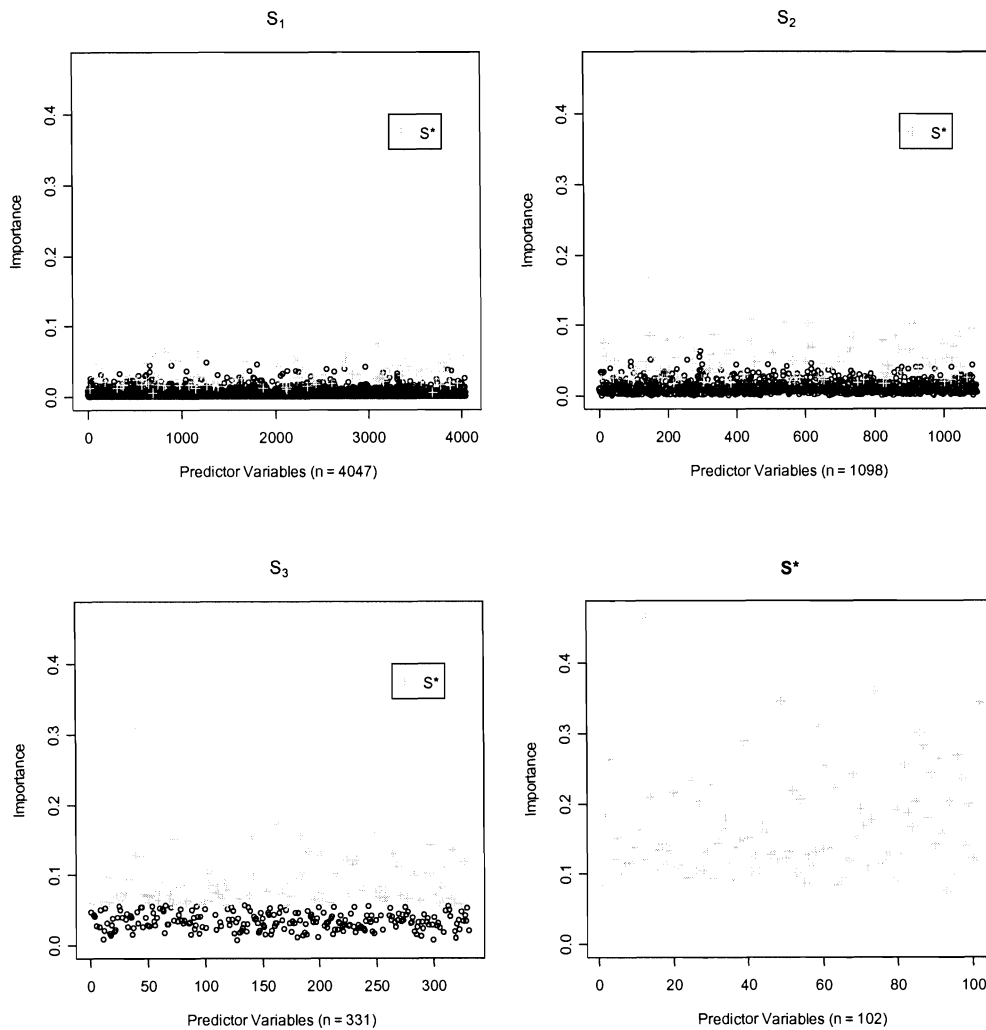 S₁
0.4
0.3
0.2
0.1
0.0
Importance
S*
0 1000 2000 3000 4000
Predictor Variables (n = 4047)
S₂
0.4
0.3
0.2
0.1
0.0
Importance
S*
0 200 400 600 800 1000
Predictor Variables (n = 1098)
S₃
0.4
0.3
0.2
0.1
0.0
Importance
S*
0 50 100 150 200 250 300
Predictor Variables (n = 331)
S*
0.4
0.3
0.2
0.1
0.0
Importance
0 20 40 60 80 100
Predictor Variables (n = 102)